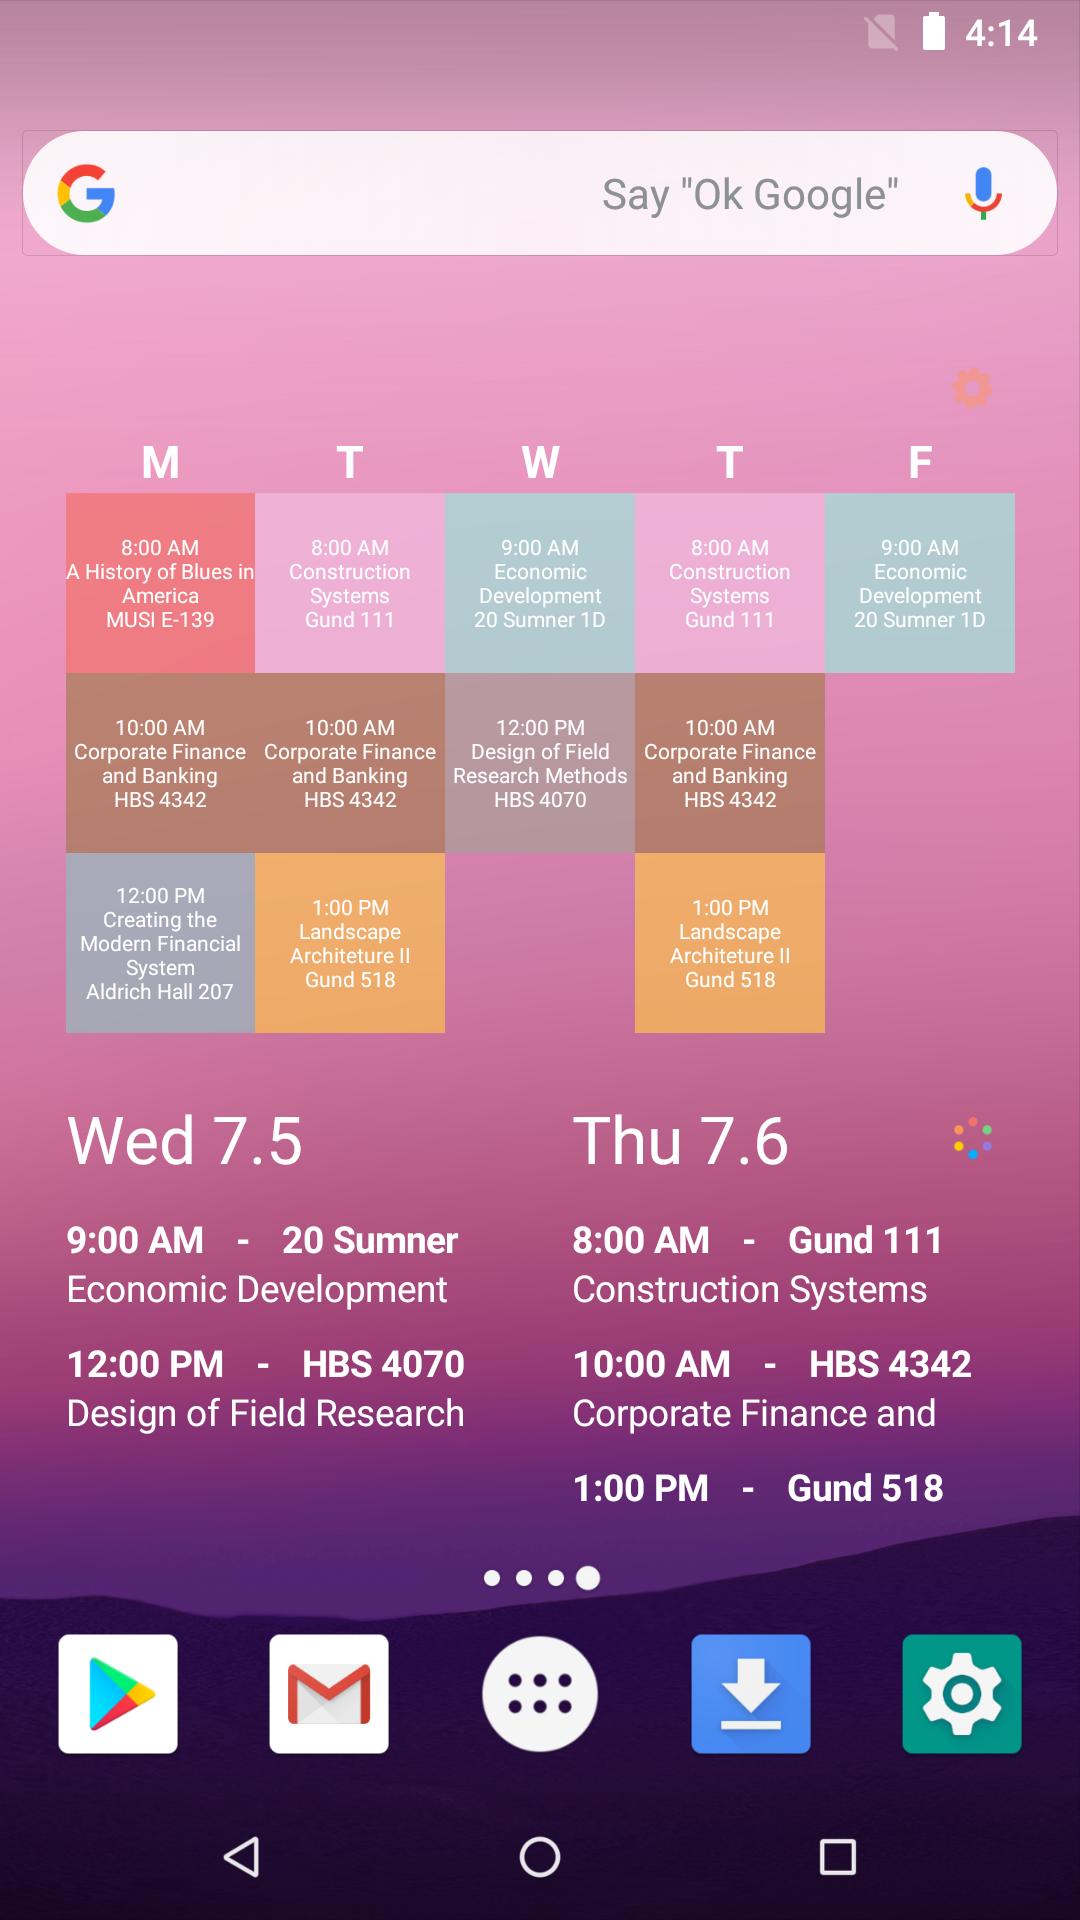 4:14
Say "Ok Google"
M T W T F
8:00 AM
A History of Blues in
America
MUSI E-139
8:00 AM
Construction
Systems
Gund 111
9:00 AM
Economic
Development
20 Sumner 1D
8:00 AM
Construction
Systems
Gund 111
9:00 AM
Economic
Development
20 Sumner 1D
10:00 AM
Corporate Finance
and Banking
HBS 4342
10:00 AM
Corporate Finance
and Banking
HBS 4342
12:00 PM
Design of Field
Research Methods
HBS 4070
10:00 AM
Corporate Finance
and Banking
HBS 4342
12:00 PM
Creating the
Modern Financial
System
Aldrich Hall 207
1:00 PM
Landscape
Architeture II
Gund 518
1:00 PM
Landscape
Architeture II
Gund 518
Wed 7.5
9:00 AM - 20 Sumner
Economic Development
12:00 PM - HBS 4070
Design of Field Research
Thu 7.6
8:00 AM - Gund 111
Construction Systems
10:00 AM - HBS 4342
Corporate Finance and
1:00 PM - Gund 518